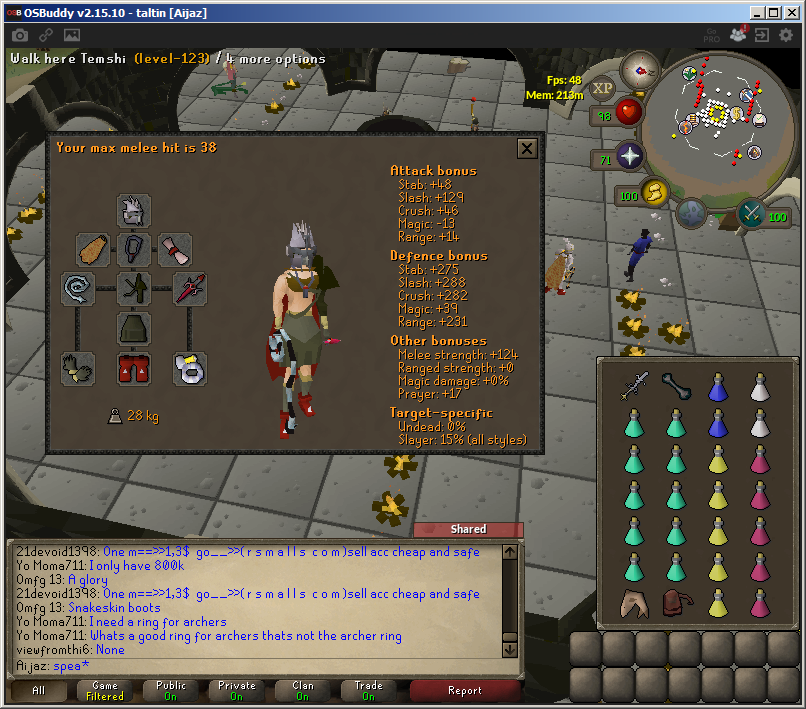 OSBuddy v2.15.10 - taltin [Aijaz]
Go PRO
Walk here Temshi (level-123) / 4 more options
Fps: 48
Mem: 213m
XP
98
71
100
100
Your max melee hit is 38
Attack bonus
Stab: +48
Slash: +129
Crush: +46
Magic: -13
Range: +14
Defence bonus
Stab: +275
Slash: +288
Crush: +282
Magic: +39
Range: +231
Other bonuses
Melee strength: +124
Ranged strength: +0
Magic damage: +0%
Prayer: +17
Target-specific
Undead: 0%
Slayer: 15% (all styles)
28 kg
Shared
21devoid1398: One m==>>1,3$ go__>>(r s m a l l s c o m )sell acc cheap and safe
Yo Moma711: I only have 800k
Omfg 13: A glory
21devoid1398: One m==>>1,3$ go__>>(r s m a l l s c o m )sell acc cheap and safe
Omfg 13: Snakeskin boots
Yo Moma711: I need a ring for archers
Yo Moma711: Whats a good ring for archers thats not the archer ring
viewfromthi6: None
Aijaz: spea*
All
Game Filtered
Public On
Private On
Clan On
Trade On
Report